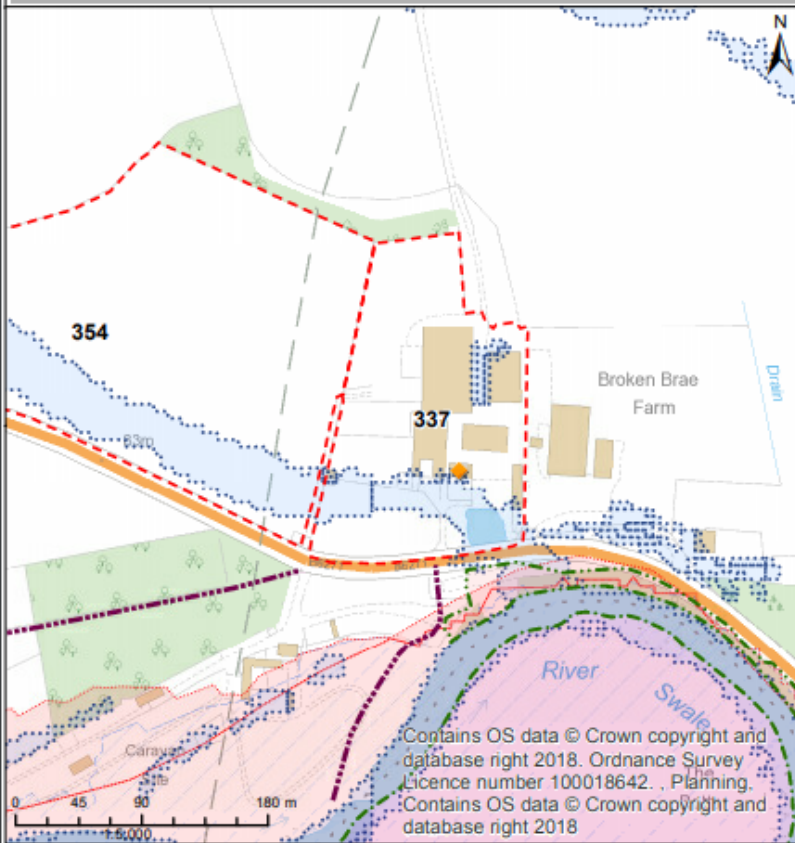 N
354
63m
337
Broken Brae
Farm
Drain
River
Swale
Caravan
Site
The
Contains OS data © Crown copyright and
database right 2018. Ordnance Survey
Licence number 100018642. , Planning.
Contains OS data © Crown copyright and
database right 2018
0 45 90 180 m
1:5,000